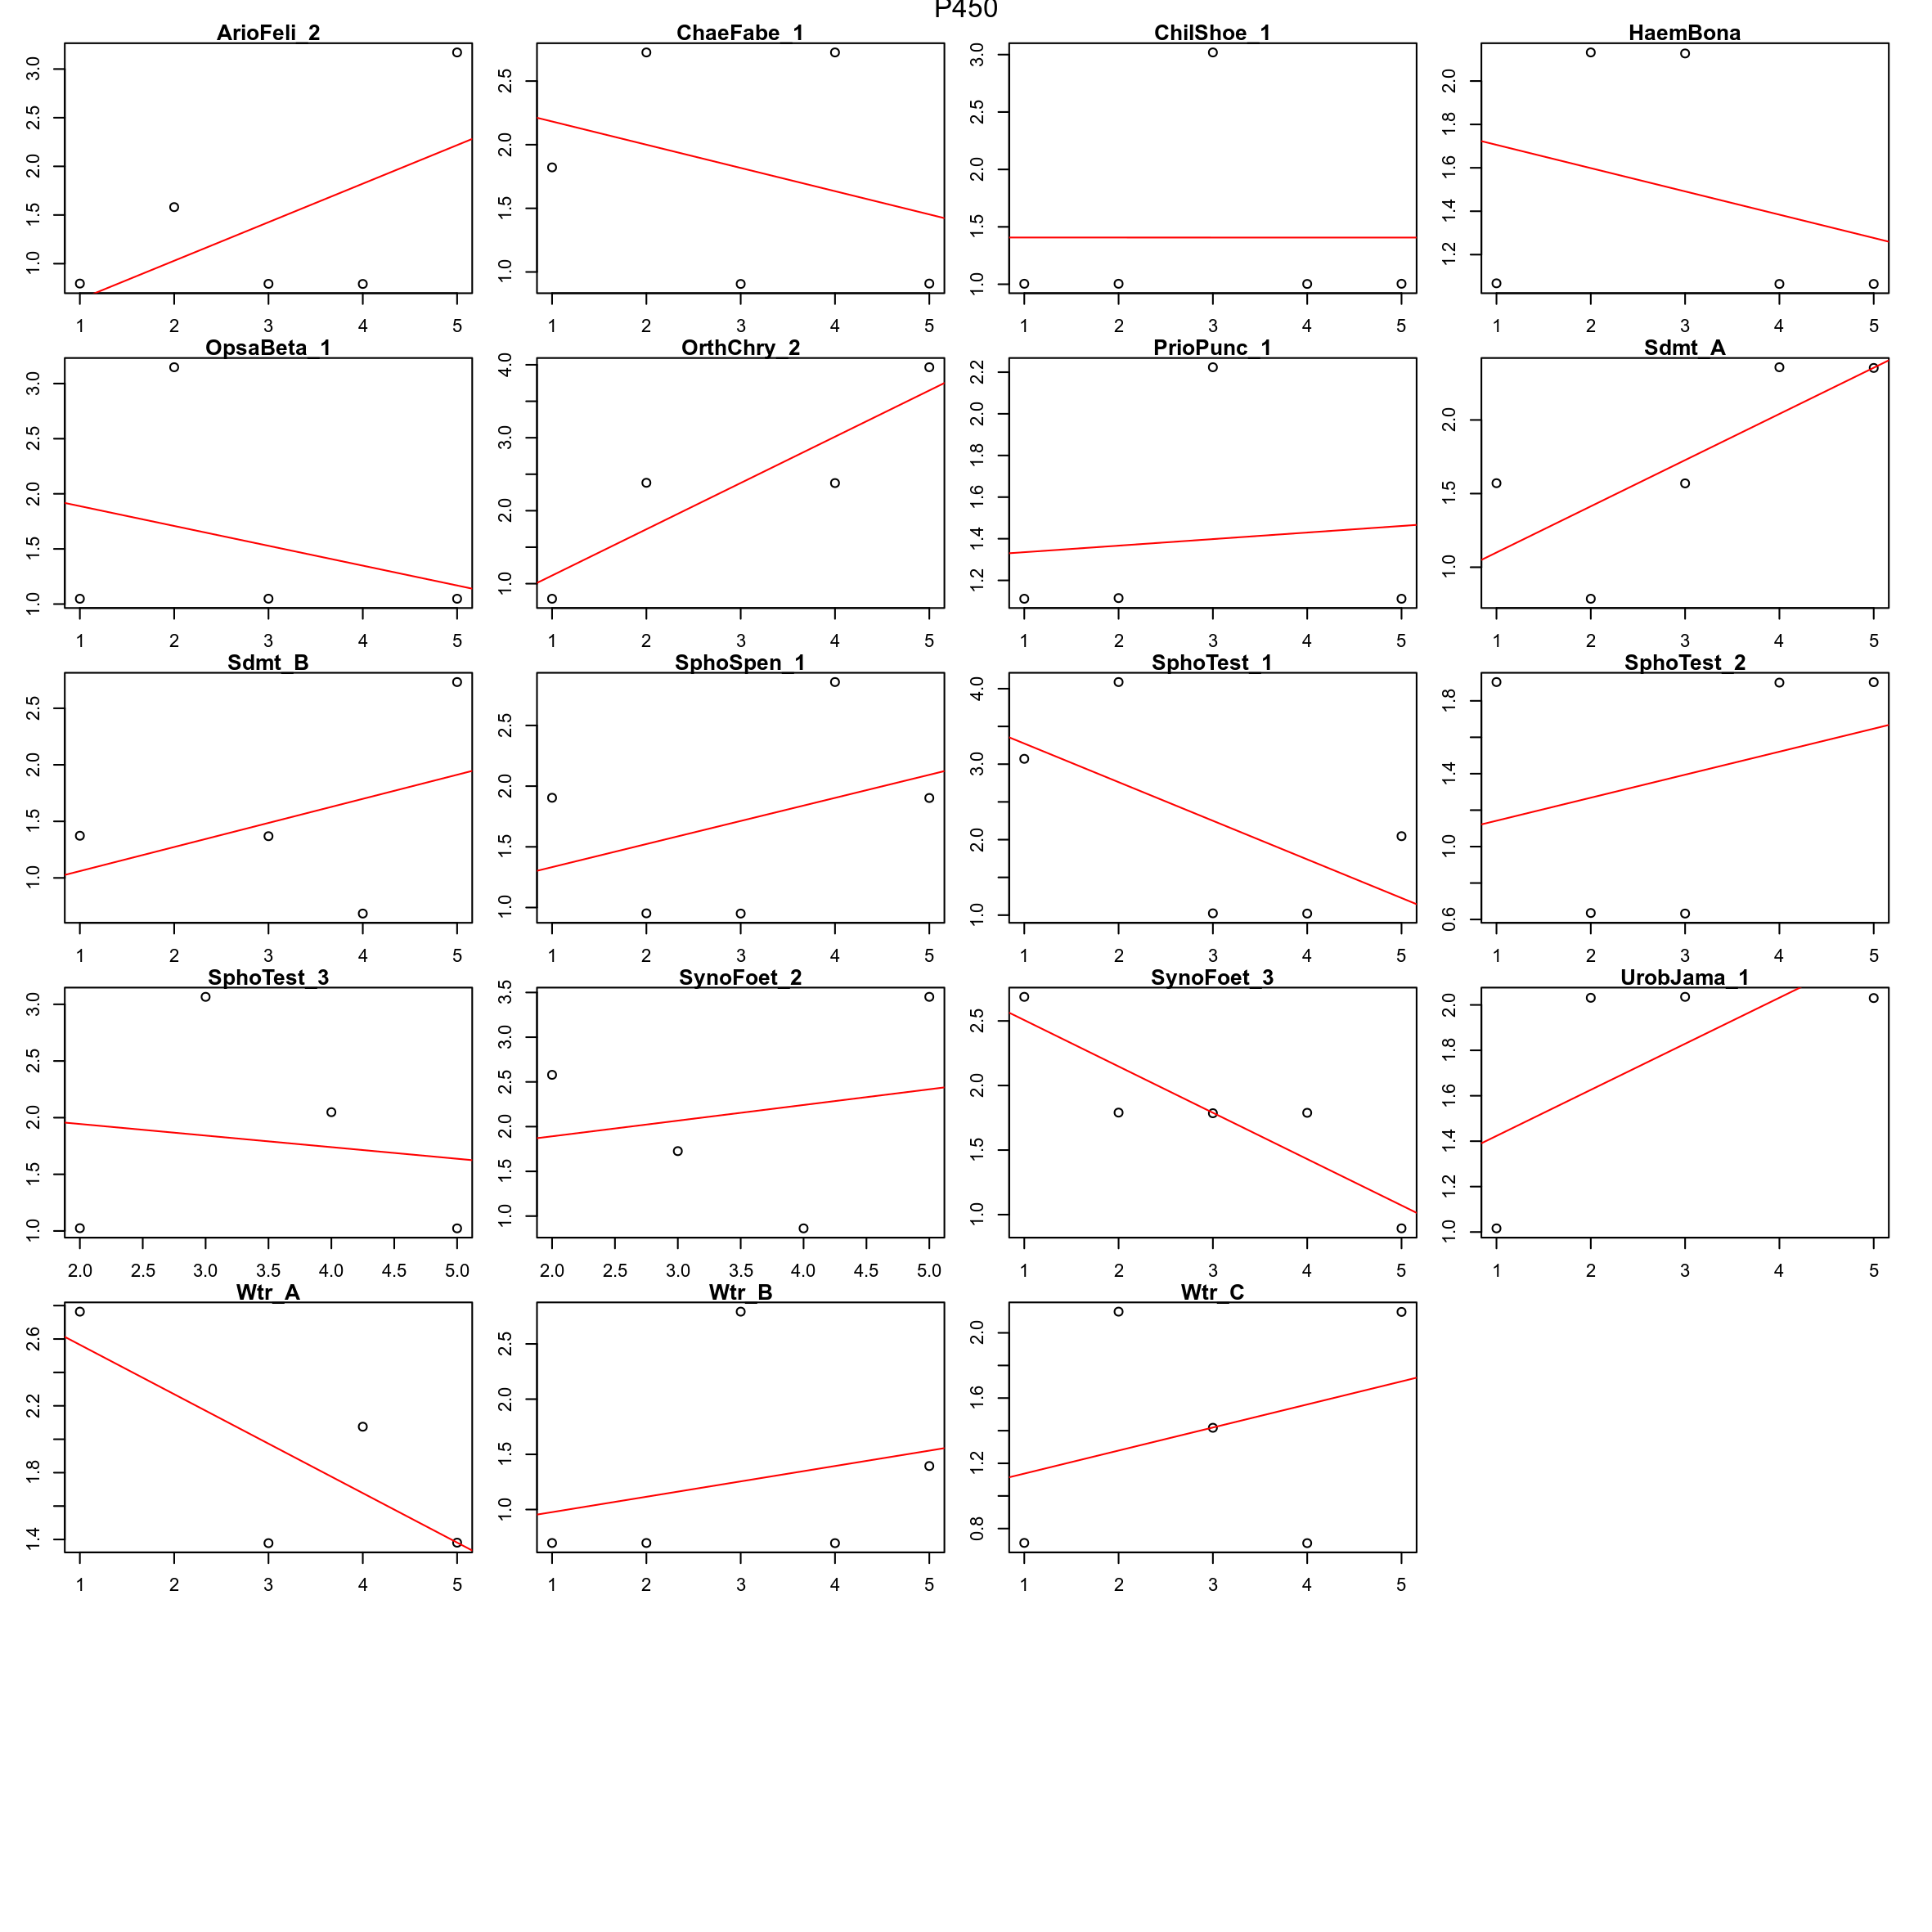 P450
ArioFeli_2
3.0
2.5
2.0
1.5
1.0
1 2 3 4 5
ChaeFabe_1
2.5
2.0
1.5
1.0
1 2 3 4 5
ChilShoe_1
3.0
2.5
2.0
1.5
1.0
1 2 3 4 5
HaemBona
2.0
1.8
1.6
1.4
1.2
1 2 3 4 5
OpsaBeta_1
3.0
2.5
2.0
1.5
1.0
1 2 3 4 5
OrthChry_2
4.0
3.0
2.0
1.0
1 2 3 4 5
PrioPunc_1
2.2
2.0
1.8
1.6
1.4
1.2
1 2 3 4 5
Sdmt_A
2.0
1.5
1.0
1 2 3 4 5
Sdmt_B
2.5
2.0
1.5
1.0
1 2 3 4 5
SphoSpen_1
2.5
2.0
1.5
1.0
1 2 3 4 5
SphoTest_1
4.0
3.0
2.0
1.0
1 2 3 4 5
SphoTest_2
1.8
1.4
1.0
0.6
1 2 3 4 5
SphoTest_3
3.0
2.5
2.0
1.5
1.0
2.0 2.5 3.0 3.5 4.0 4.5 5.0
SynoFoet_2
3.5
3.0
2.5
2.0
1.5
1.0
2.0 2.5 3.0 3.5 4.0 4.5 5.0
SynoFoet_3
2.5
2.0
1.5
1.0
1 2 3 4 5
UrobJama_1
2.0
1.8
1.6
1.4
1.2
1.0
1 2 3 4 5
Wtr_A
2.6
2.2
1.8
1.4
1 2 3 4 5
Wtr_B
2.5
2.0
1.5
1.0
1 2 3 4 5
Wtr_C
2.0
1.6
1.2
0.8
1 2 3 4 5